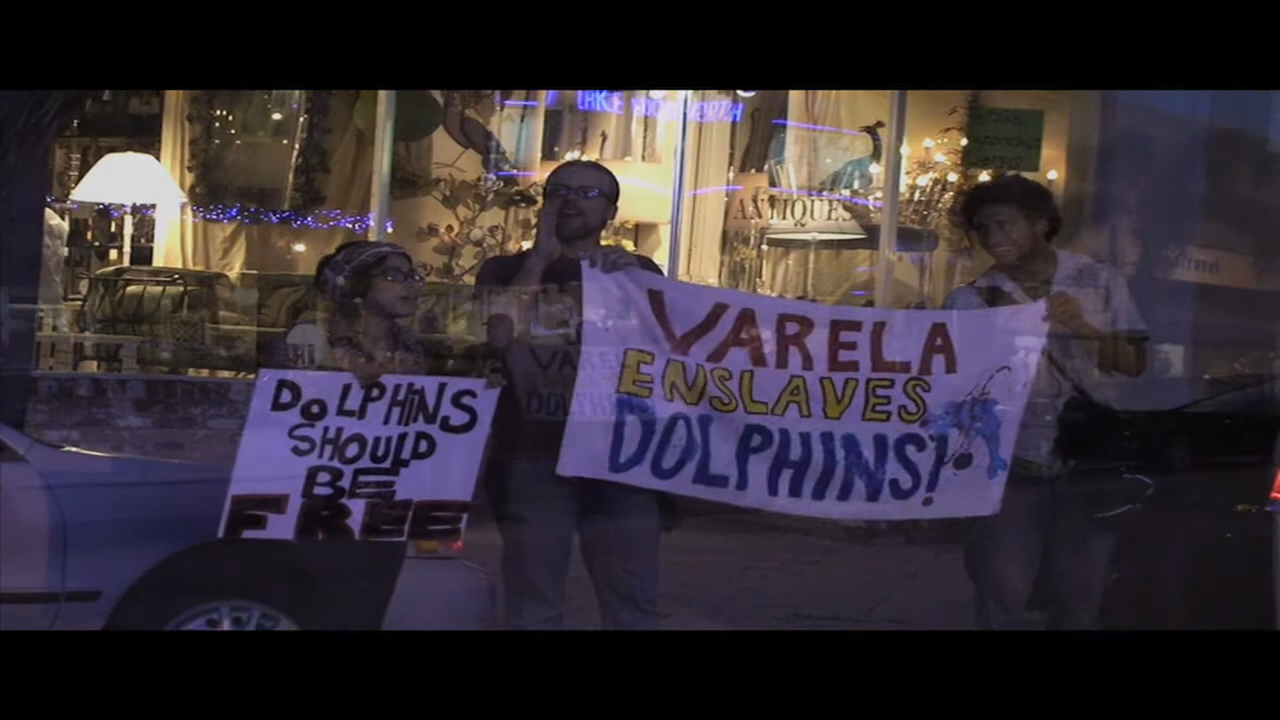 ANTIQUES
VARELA
ENSLAVES
DOLPHINS!
DOLPHINS
SHOULD
BE
FREE